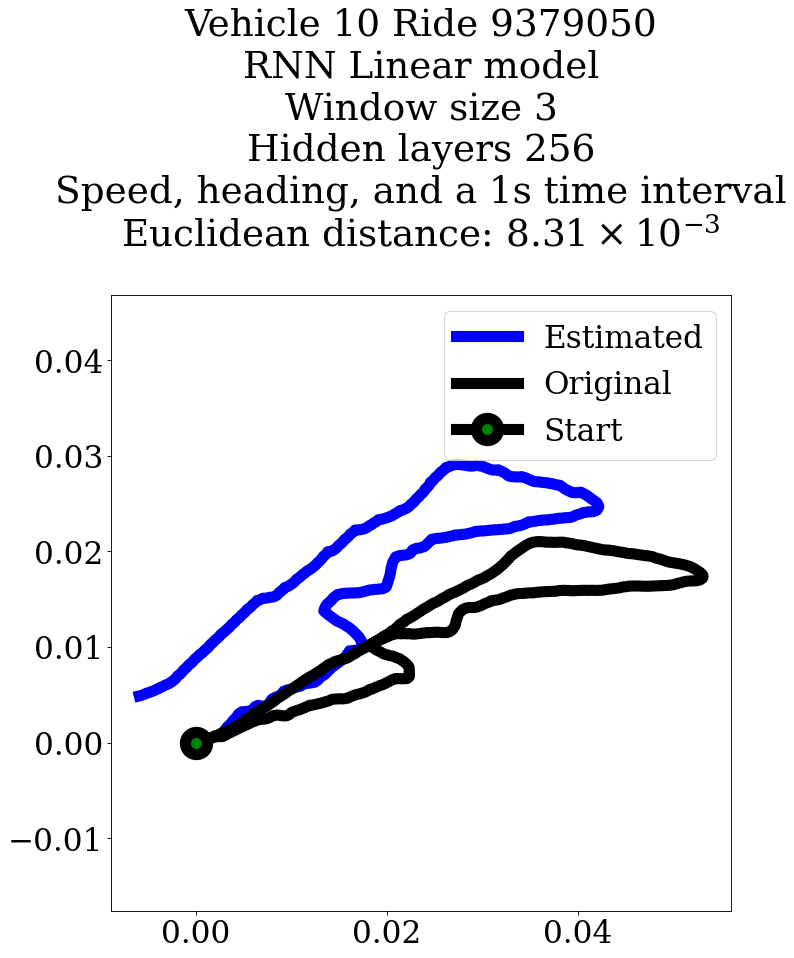 Vehicle 10 Ride 9379050
RNN Linear model
Window size 3
Hidden layers 256
Speed, heading, and a 1s time interval
Euclidean distance: 8.31 × 10⁻³
Estimated
Original
Start
0.04
0.03
0.02
0.01
0.00
−0.01
0.00 0.02 0.04